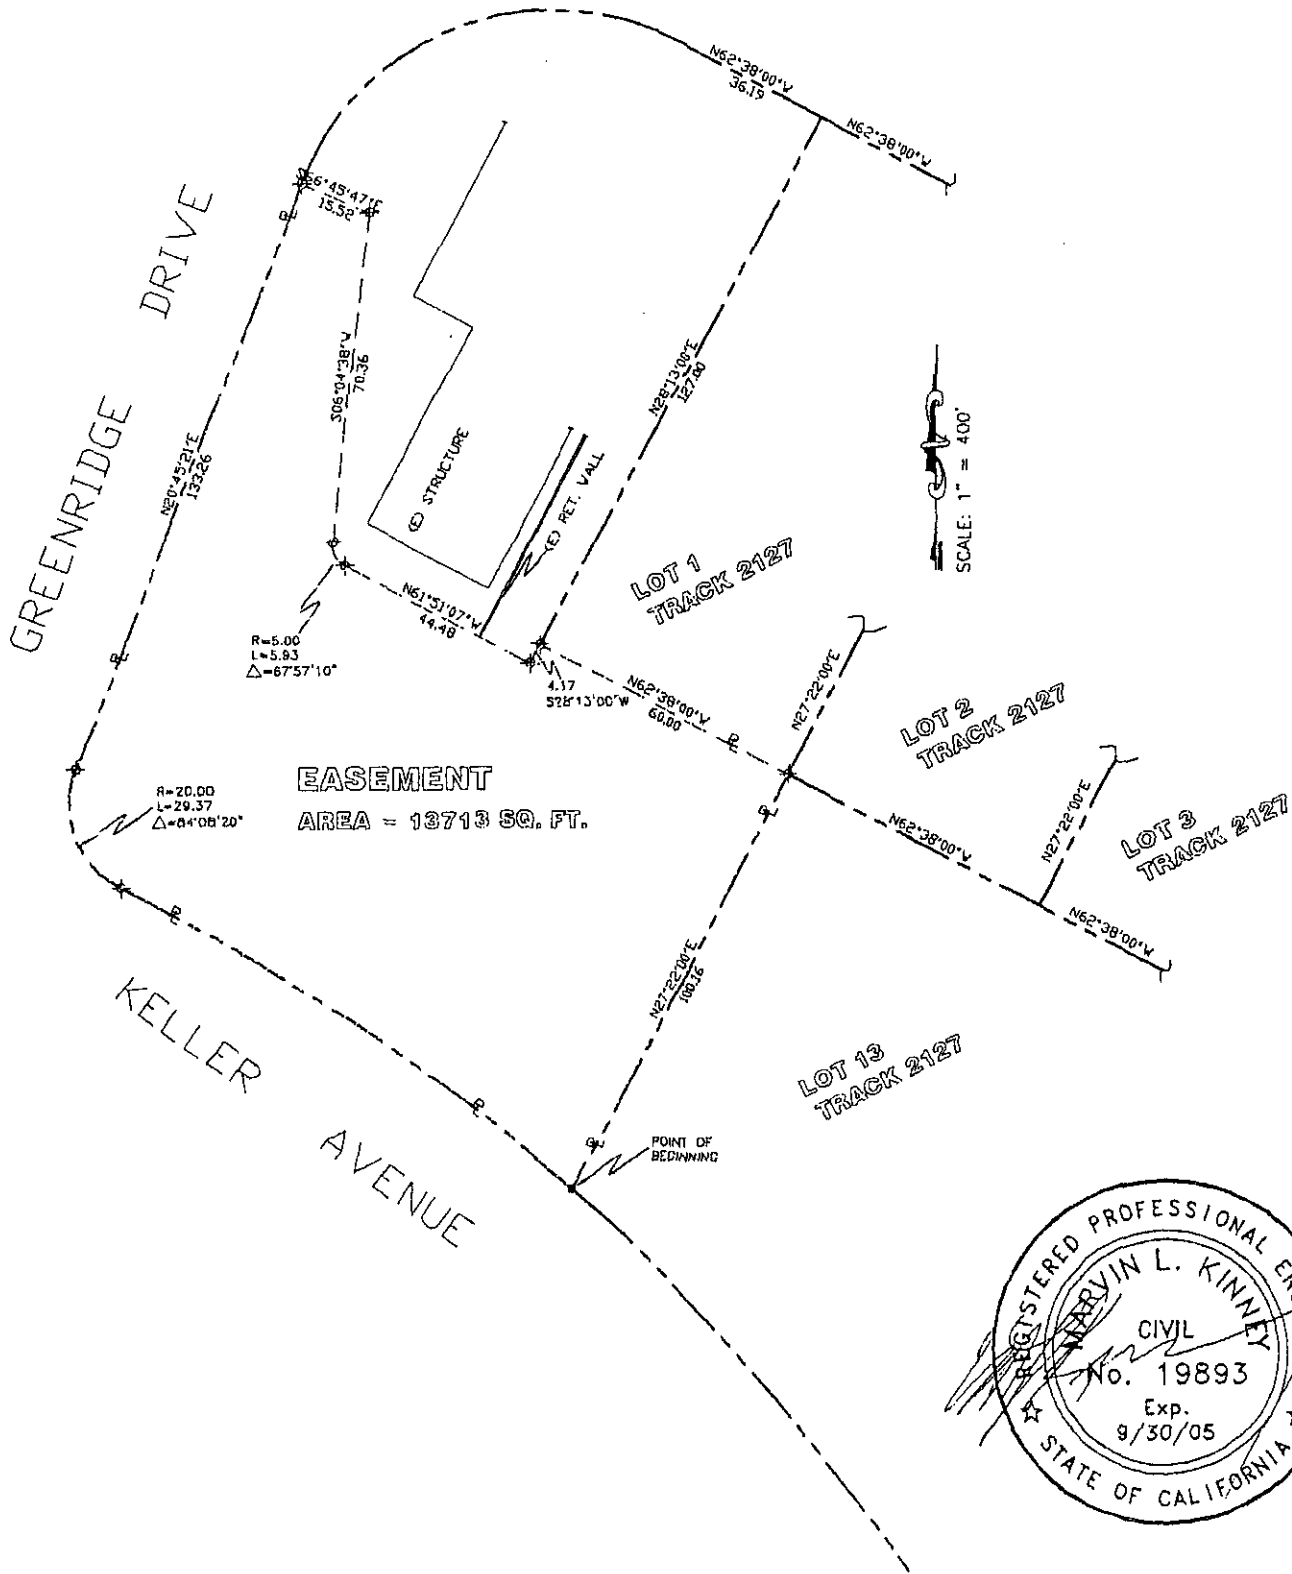 N62°38'00"W
36.19
N62°38'00"W
S66°45'47"E
15.52
GREENRIDGE DRIVE
N20°45'21"E
133.26
S06°04'38"W
70.36
(E) STRUCTURE
(E) RET. WALL
N28°13'00"E
127.00
SCALE: 1" = 400'
LOT 1
TRACK 2127
N61°51'07"W
44.48
R=5.00
L=5.93
△=67°57'10"
4.17
S28°13'00"W
N62°38'00"W
60.00
N27°22'00"E
LOT 2
TRACK 2127
N27°22'00"E
LOT 3
TRACK 2127
N62°38'00"W
N62°38'00"W
EASEMENT
AREA = 13713 SQ. FT.
R=20.00
L=29.37
△=84°08'20"
N27°22'00"E
100.16
LOT 13
TRACK 2127
KELLER AVENUE
POINT OF
BEGINNING
REGISTERED PROFESSIONAL
MARVIN L. KINNEY
CIVIL
No. 19893
Exp.
9/30/05
STATE OF CALIFORNIA